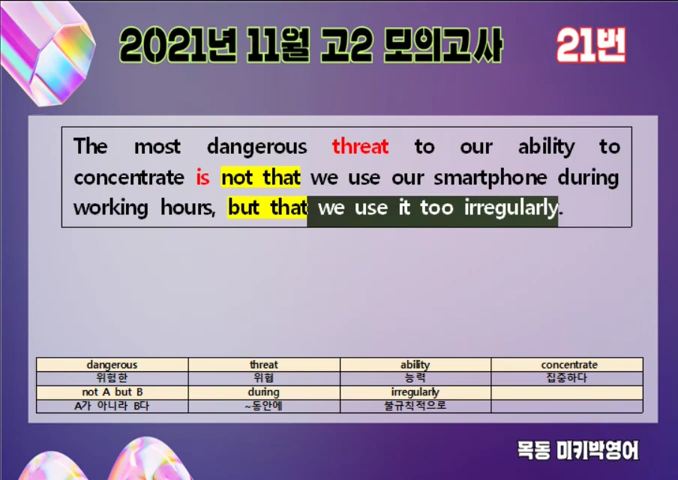 2021년 11월 고2 모의고사 21번
The most dangerous threat to our ability to
concentrate is not that we use our smartphone during
working hours, but that we use it too irregularly.
dangerous threat ability concentrate
위험한 위협 능력 집중하다
not A but B during irregularly
A가 아니라 B다 ~동안에 불규칙적으로
목동 미키박영어